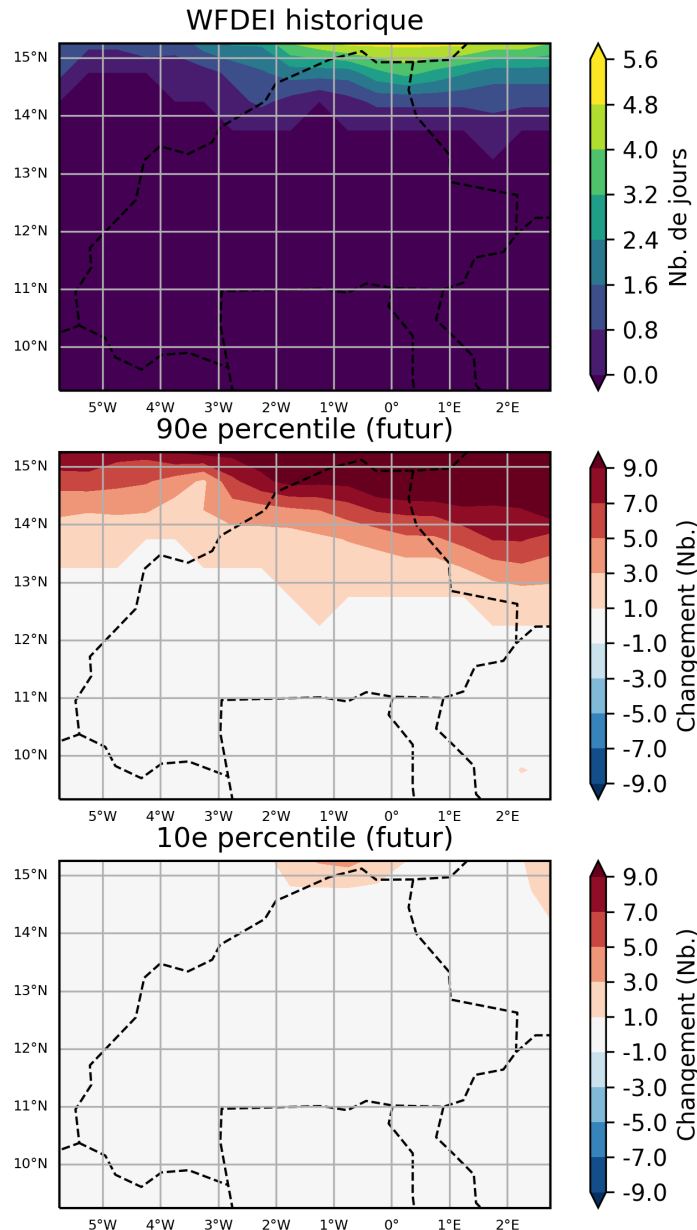 WFDEI historique
15°N
14°N
13°N
12°N
11°N
10°N
5°W 4°W 3°W 2°W 1°W 0° 1°E 2°E
5.6
4.8
4.0
3.2
2.4
1.6
0.8
0.0
Nb. de jours
90e percentile (futur)
15°N
14°N
13°N
12°N
11°N
10°N
5°W 4°W 3°W 2°W 1°W 0° 1°E 2°E
9.0
7.0
5.0
3.0
1.0
-1.0
-3.0
-5.0
-7.0
-9.0
Changement (Nb.)
10e percentile (futur)
15°N
14°N
13°N
12°N
11°N
10°N
5°W 4°W 3°W 2°W 1°W 0° 1°E 2°E
9.0
7.0
5.0
3.0
1.0
-1.0
-3.0
-5.0
-7.0
-9.0
Changement (Nb.)